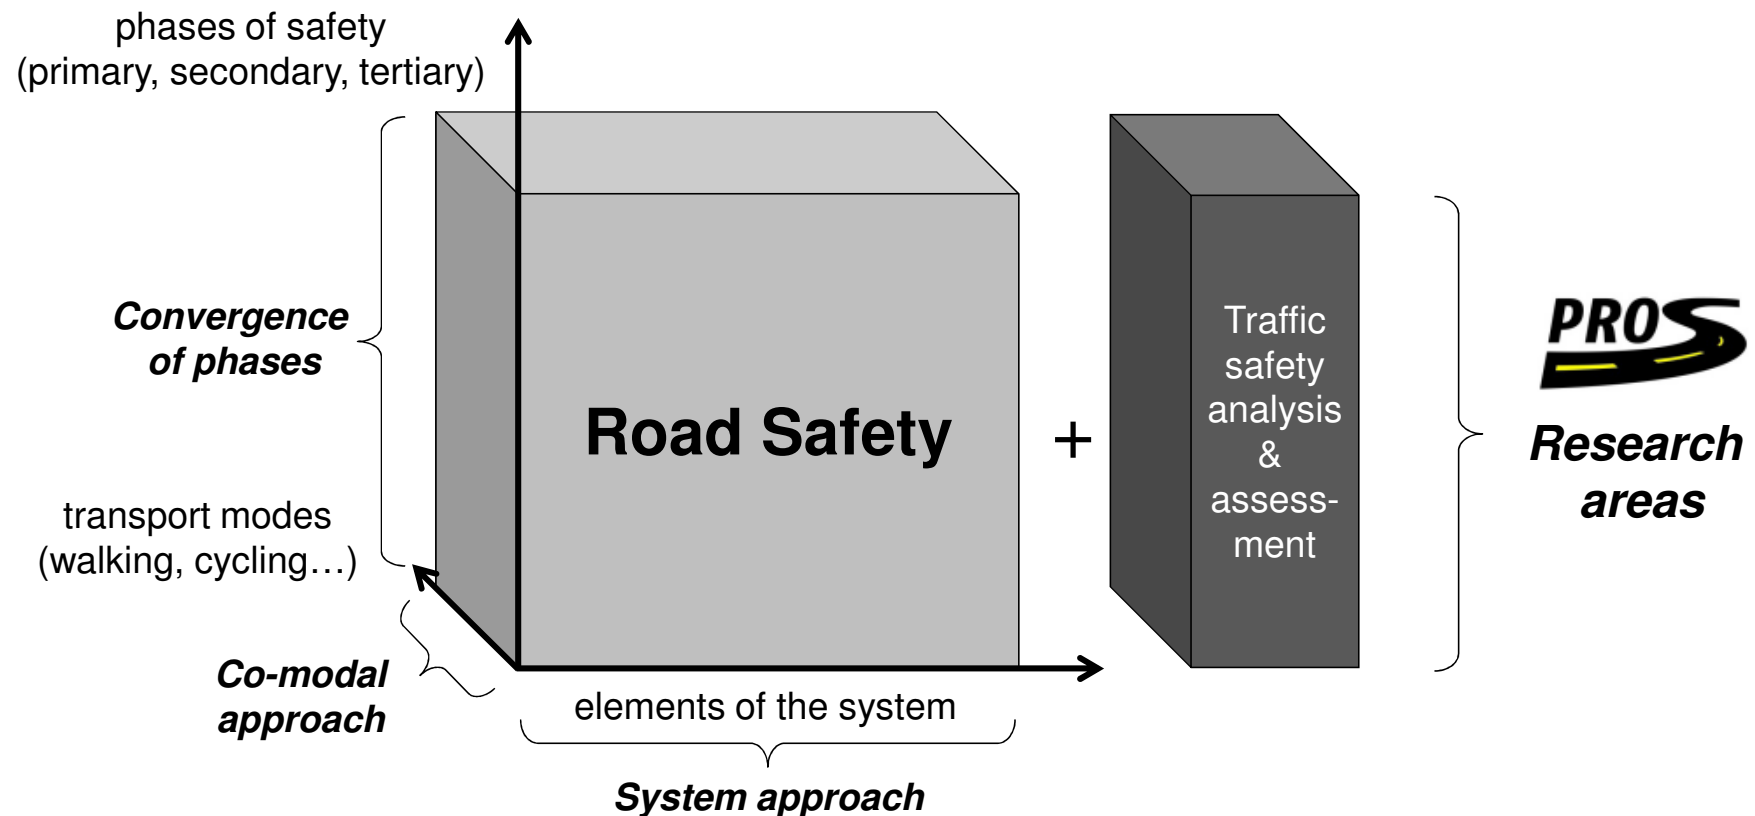 phases of safety
(primary, secondary, tertiary)
Convergence
of phases
transport modes
(walking, cycling…)
Co-modal
approach
elements of the system
System approach
Road Safety
+
Traffic
safety
analysis
&
assess-
ment
PROS
Research
areas